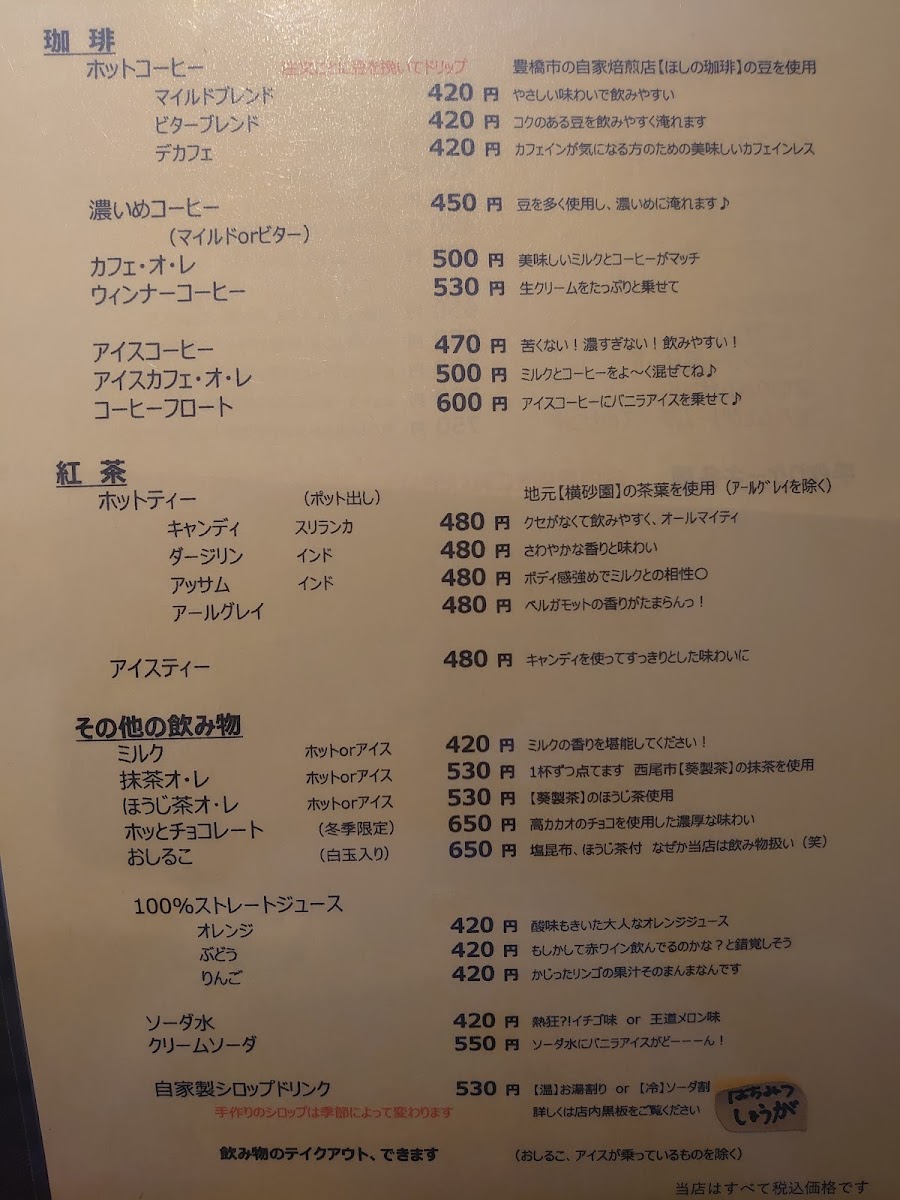 珈 琲
ホットコーヒー 注文ごとに豆を挽いてドリップ 豊橋市の自家焙煎店【ほしの珈琲】の豆を使用
マイルドブレンド 420 円 やさしい味わいで飲みやすい
ビターブレンド 420 円 コクのある豆を飲みやすく淹れます
デカフェ 420 円 カフェインが気になる方のための美味しいカフェインレス
濃いめコーヒー 450 円 豆を多く使用し、濃いめに淹れます♪
（マイルドorビター）
カフェ・オ・レ 500 円 美味しいミルクとコーヒーがマッチ
ウィンナーコーヒー 530 円 生クリームをたっぷりと乗せて
アイスコーヒー 470 円 苦くない！濃すぎない！飲みやすい！
アイスカフェ・オ・レ 500 円 ミルクとコーヒーをよ～く混ぜてね♪
コーヒーフロート 600 円 アイスコーヒーにバニラアイスを乗せて♪
紅 茶
ホットティー （ポット出し） 地元【横砂園】の茶葉を使用（アールグレイを除く）
キャンディ スリランカ 480 円 クセがなくて飲みやすく、オールマイティ
ダージリン インド 480 円 さわやかな香りと味わい
アッサム インド 480 円 ボディ感強めでミルクとの相性〇
アールグレイ 480 円 ベルガモットの香りがたまらんっ！
アイスティー 480 円 キャンディを使ってすっきりとした味わいに
その他の飲み物
ミルク ホットorアイス 420 円 ミルクの香りを堪能してください！
抹茶オ・レ ホットorアイス 530 円 1杯ずつ点てます 西尾市【葵製茶】の抹茶を使用
ほうじ茶オ・レ ホットorアイス 530 円 【葵製茶】のほうじ茶使用
ホッとチョコレート （冬季限定） 650 円 高カカオのチョコを使用した濃厚な味わい
おしるこ （白玉入り） 650 円 塩昆布、ほうじ茶付 なぜか当店は飲み物扱い（笑）
100%ストレートジュース
オレンジ 420 円 酸味もきいた大人なオレンジジュース
ぶどう 420 円 もしかして赤ワイン飲んでるのかな？と錯覚しそう
りんご 420 円 かじったリンゴの果汁そのまんまなんです
ソーダ水 420 円 熱狂?!イチゴ味 or 王道メロン味
クリームソーダ 550 円 ソーダ水にバニラアイスがどーーーん！
自家製シロップドリンク 530 円 【温】お湯割り or 【冷】ソーダ割
手作りのシロップは季節によって変わります 詳しくは店内黒板をご覧ください
はちみつ
しょうが
飲み物のテイクアウト、できます （おしるこ、アイスが乗っているものを除く）
当店はすべて税込価格です